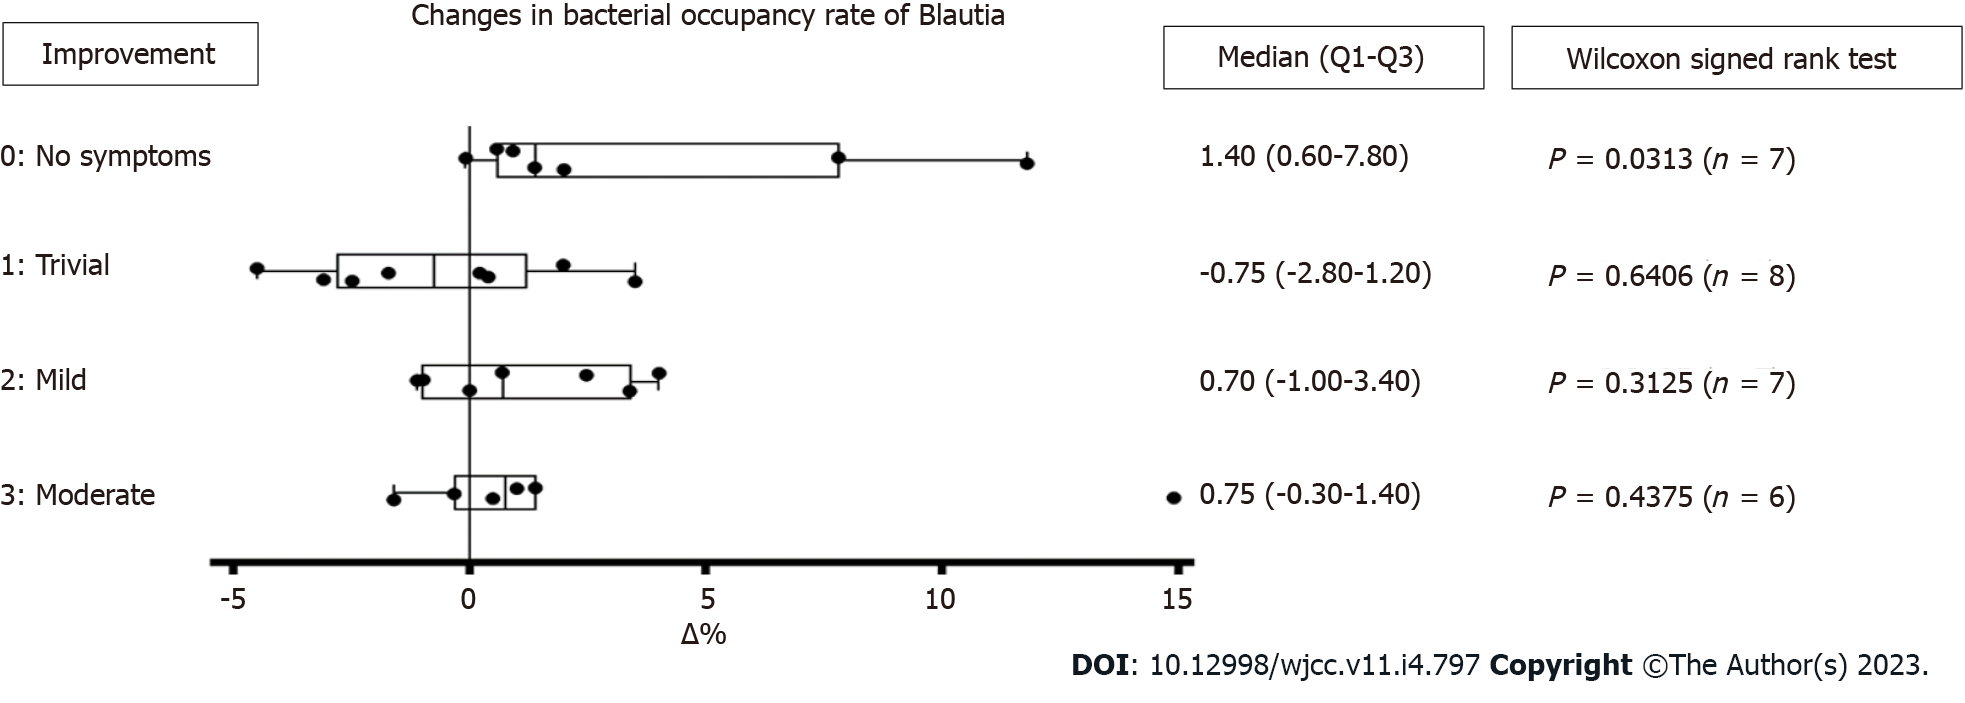 Changes in bacterial occupancy rate of Blautia
Improvement
Median (Q1-Q3)
Wilcoxon signed rank test
0: No symptoms
1.40 (0.60-7.80)
P = 0.0313 (n = 7)
1: Trivial
-0.75 (-2.80-1.20)
P = 0.6406 (n = 8)
2: Mild
0.70 (-1.00-3.40)
P = 0.3125 (n = 7)
3: Moderate
0.75 (-0.30-1.40)
P = 0.4375 (n = 6)
-5 0 5 10 15
Δ%
DOI: 10.12998/wjcc.v11.i4.797 Copyright ©The Author(s) 2023.